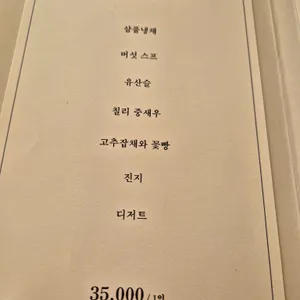 삼품냉채
버섯 스프
유산슬
칠리 중새우
고추잡채와 꽃빵
진지
디저트
35,000 / 1인